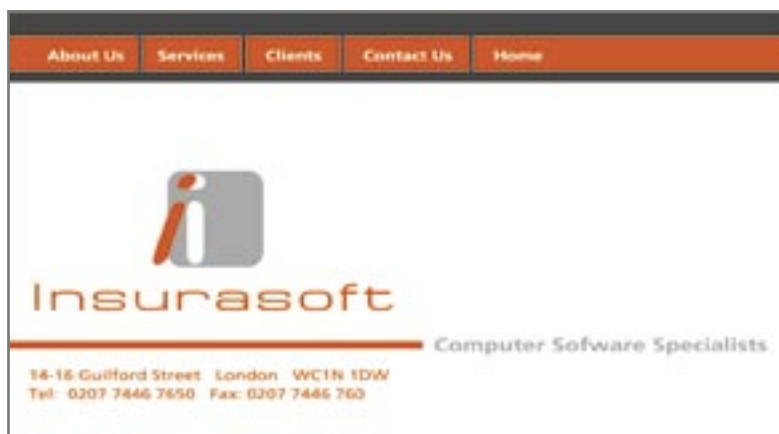 About Us Services Clients Contact Us Home
Insurasoft
Computer Sofware Specialists
14-16 Guilford Street London WC1N 1DW
Tel: 0207 7446 7650 Fax: 0207 7446 760